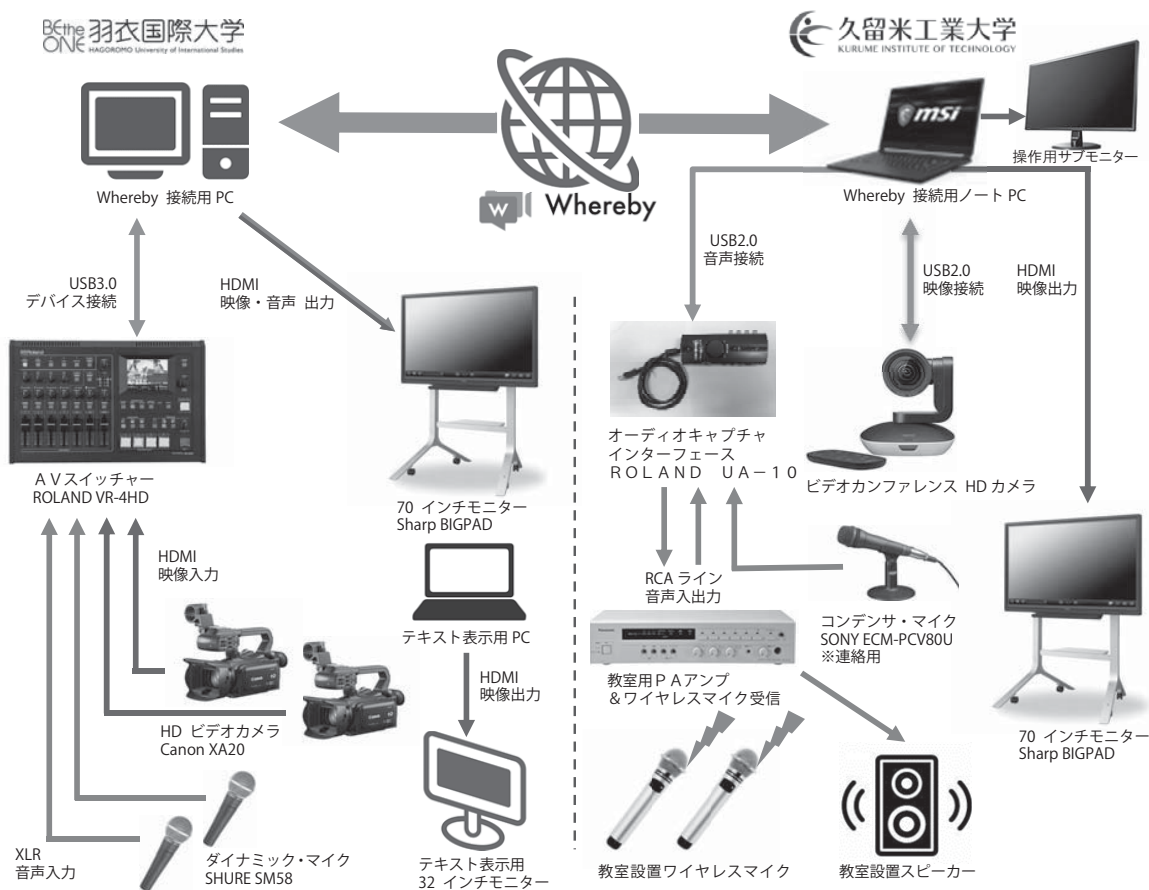 BEthe
ONE
羽衣国際大学
HAGOROMO University of International Studies
久留米工業大学
KURUME INSTITUTE OF TECHNOLOGY
msi
操作用サブモニター
Whereby 接続用 PC
W
Whereby
Whereby 接続用ノート PC
USB3.0
デバイス接続
HDMI
映像・音声 出力
USB2.0
音声接続
USB2.0
映像接続
HDMI
映像出力
Roland
AVスイッチャー
ROLAND VR-4HD
70 インチモニター
Sharp BIGPAD
オーディオキャプチャ
インターフェース
ROLAND UA－10
ビデオカンファレンス HD カメラ
HDMI
映像入力
テキスト表示用 PC
RCA ライン
音声入出力
コンデンサ・マイク
SONY ECM-PCV80U
※連絡用
Panasonic
教室用PAアンプ
＆ワイヤレスマイク受信
HDMI
映像出力
Canon
Canon
HD ビデオカメラ
Canon XA20
70 インチモニター
Sharp BIGPAD
XLR
音声入力
ダイナミック・マイク
SHURE SM58
テキスト表示用
32 インチモニター
教室設置ワイヤレスマイク
教室設置スピーカー